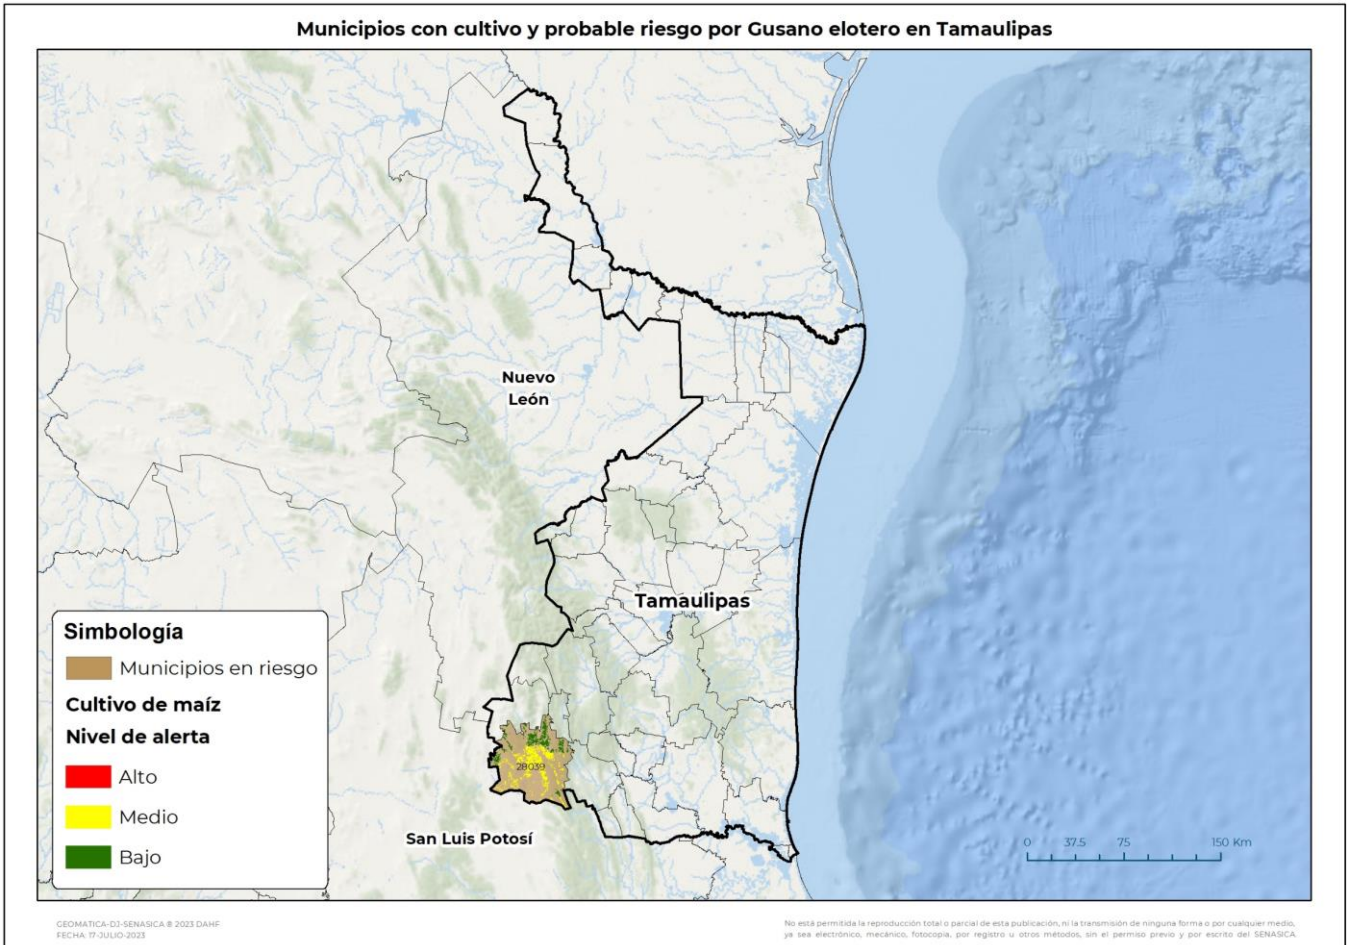 Municipios con cultivo y probable riesgo por Gusano elotero en Tamaulipas
Nuevo
León
Tamaulipas
Simbología
Municipios en riesgo
Cultivo de maíz
Nivel de alerta
Alto
Medio
Bajo
28039
San Luis Potosí
0 37.5 75 150 Km
GEOMATICA-DJ-SENASICA ® 2023 DAHF
FECHA: 17-JULIO-2023
No está permitida la reproducción total o parcial de esta publicación, ni la transmisión de ninguna forma o por cualquier medio,
ya sea electrónico, mecánico, fotocopia, por registro u otros métodos, sin el permiso previo y por escrito del SENASICA.